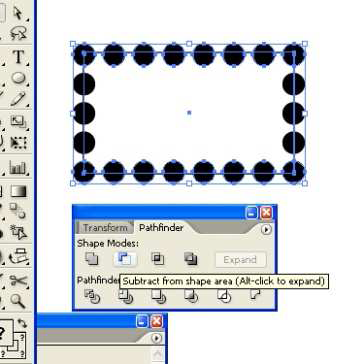 T
Transform Pathfinder
Shape Modes:
Expand
Pathfinde
Subtract from shape area (Alt-click to expand)
?
?
?